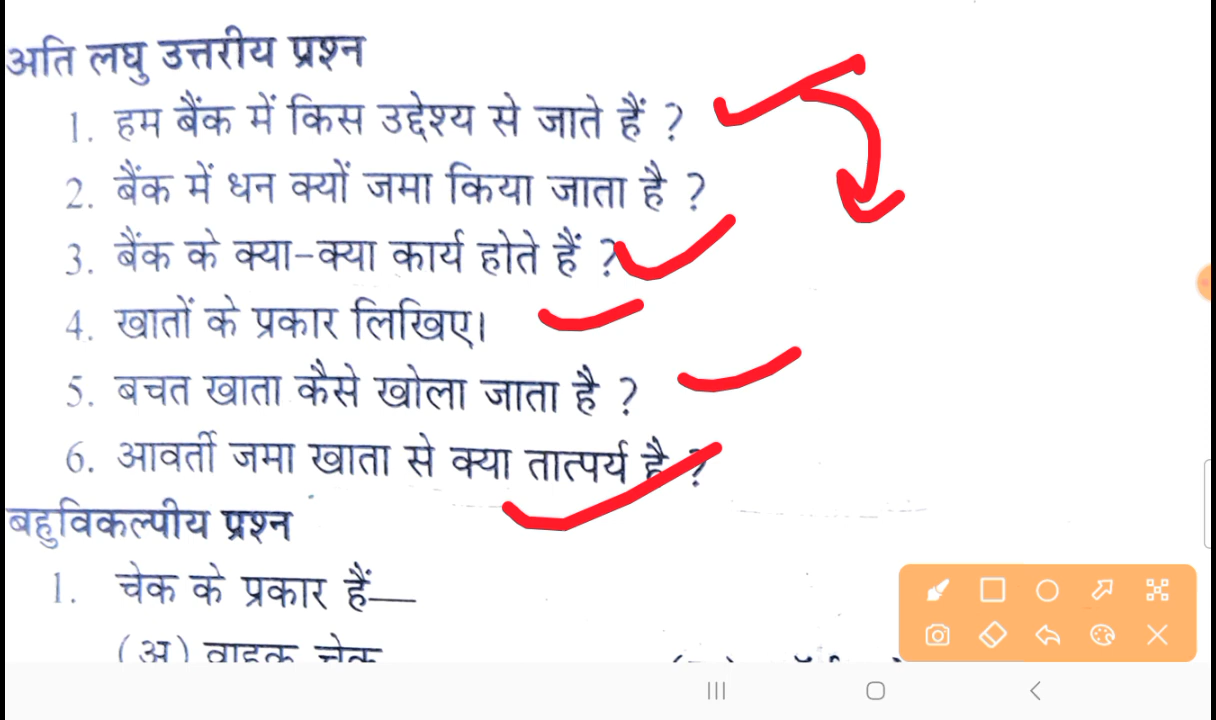 अति लघु उत्तरीय प्रश्न
1. हम बैंक में किस उद्देश्य से जाते हैं ?
2. बैंक में धन क्यों जमा किया जाता है ?
3. बैंक के क्या-क्या कार्य होते हैं ?
4. खातों के प्रकार लिखिए।
5. बचत खाता कैसे खोला जाता है ?
6. आवर्ती जमा खाता से क्या तात्पर्य है ?
बहुविकल्पीय प्रश्न
1. चेक के प्रकार हैं—
(अ) वाहक चेक